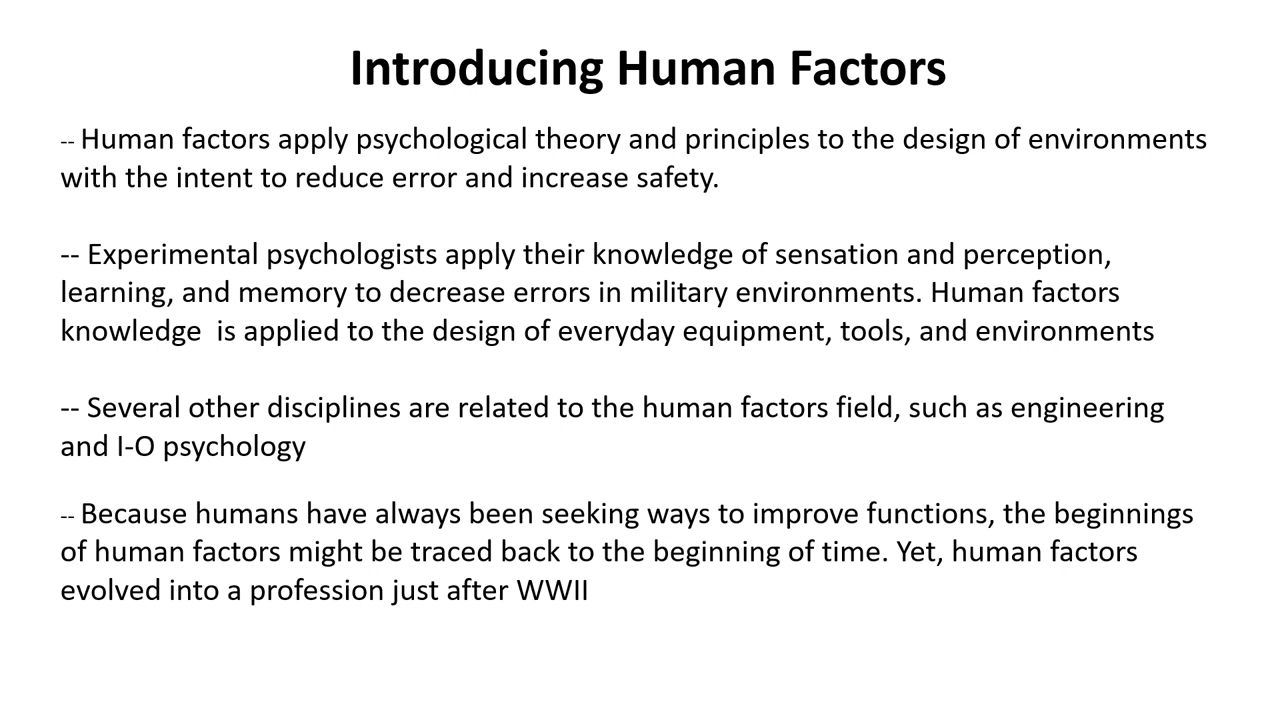 Introducing Human Factors
-- Human factors apply psychological theory and principles to the design of environments
with the intent to reduce error and increase safety.
-- Experimental psychologists apply their knowledge of sensation and perception,
learning, and memory to decrease errors in military environments. Human factors
knowledge  is applied to the design of everyday equipment, tools, and environments
-- Several other disciplines are related to the human factors field, such as engineering
and I-O psychology
-- Because humans have always been seeking ways to improve functions, the beginnings
of human factors might be traced back to the beginning of time. Yet, human factors
evolved into a profession just after WWII